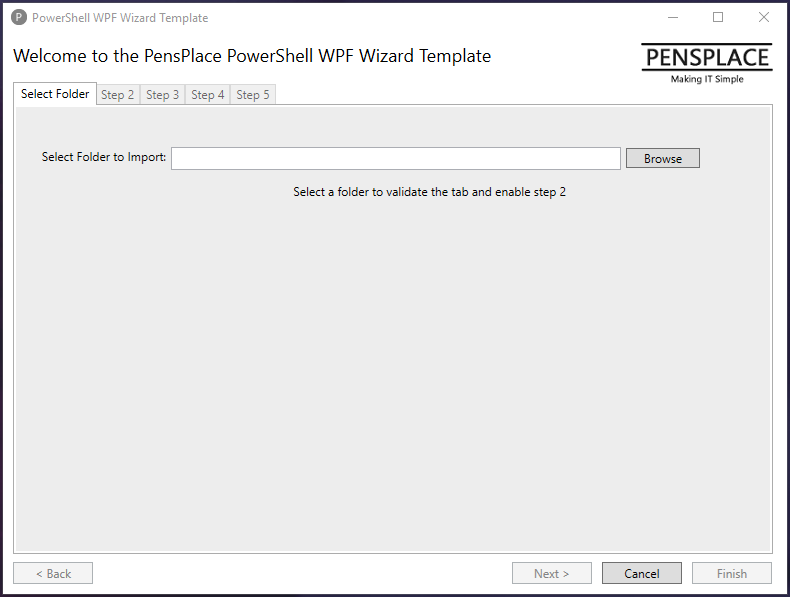 P PowerShell WPF Wizard Template
Welcome to the PensPlace PowerShell WPF Wizard Template
PENSPLACE
Making IT Simple
Select Folder Step 2 Step 3 Step 4 Step 5
Select Folder to Import: Browse
Select a folder to validate the tab and enable step 2
< Back Next > Cancel Finish